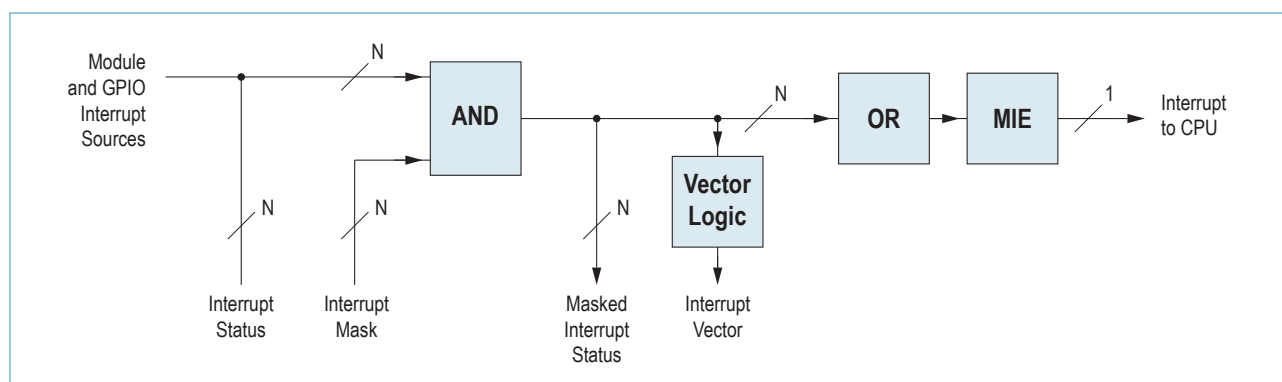 Module
and GPIO
Interrupt
Sources
N
AND
N
OR
MIE
1
Interrupt
to CPU
Vector
Logic
N
N
N
Interrupt
Status
Interrupt
Mask
Masked
Interrupt
Status
Interrupt
Vector